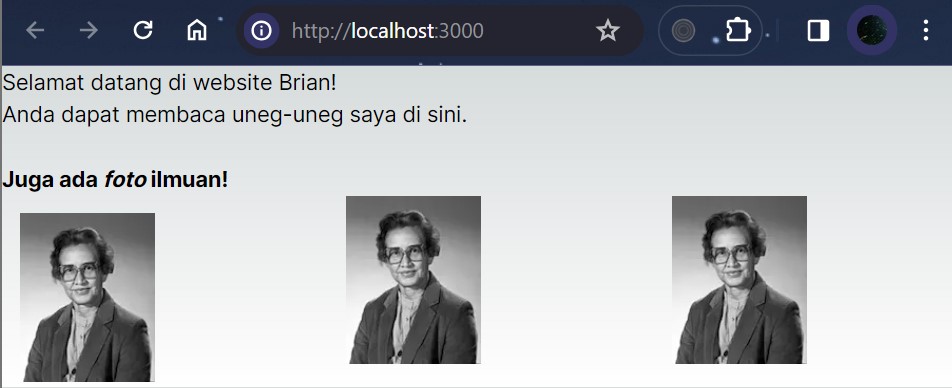 http://localhost:3000
Selamat datang di website Brian!
Anda dapat membaca uneg-uneg saya di sini.
Juga ada foto ilmuan!